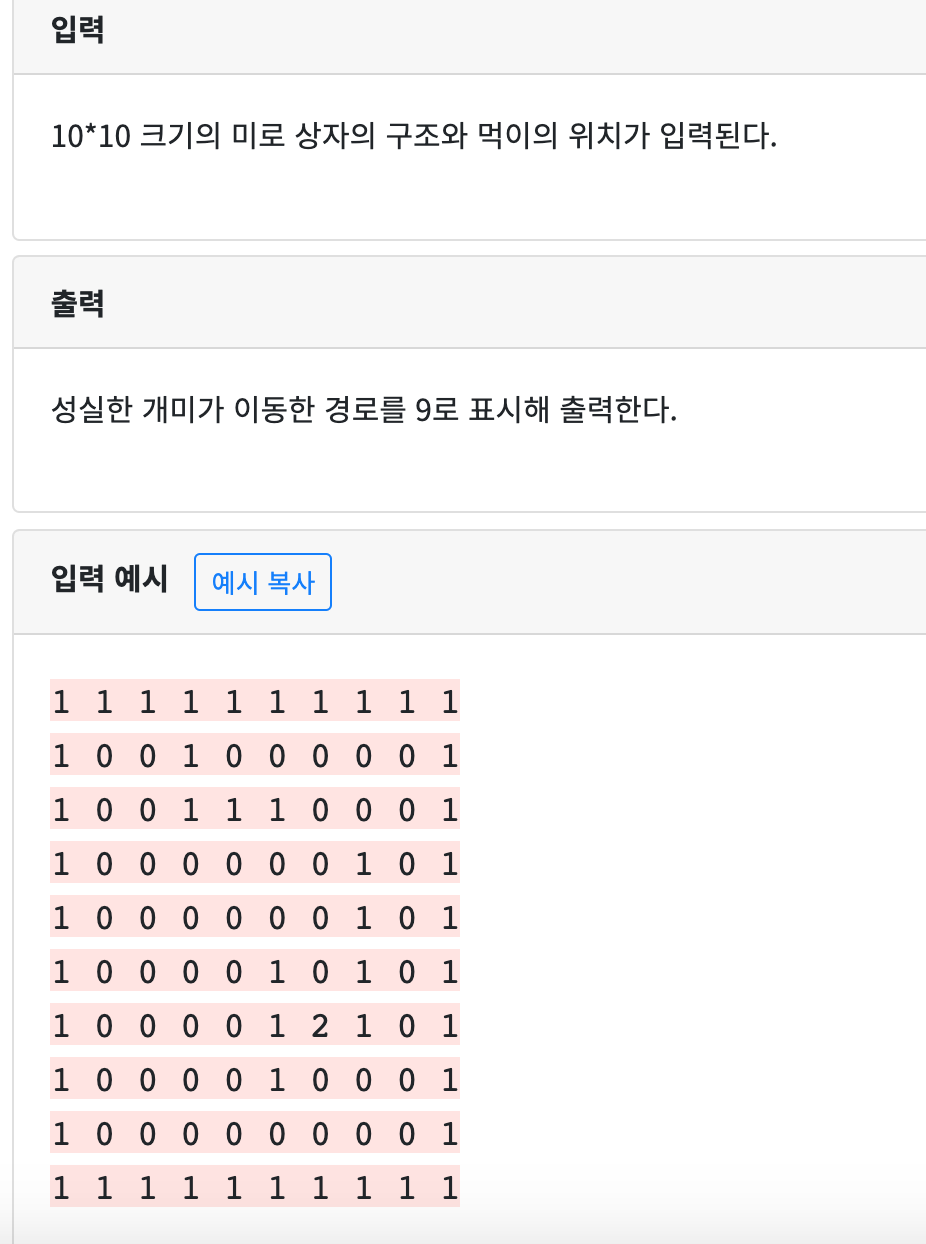 입력
10*10 크기의 미로 상자의 구조와 먹이의 위치가 입력된다.
출력
성실한 개미가 이동한 경로를 9로 표시해 출력한다.
입력 예시 예시 복사
1 1 1 1 1 1 1 1 1 1
1 0 0 1 0 0 0 0 0 1
1 0 0 1 1 1 0 0 0 1
1 0 0 0 0 0 0 1 0 1
1 0 0 0 0 0 0 1 0 1
1 0 0 0 0 1 0 1 0 1
1 0 0 0 0 1 2 1 0 1
1 0 0 0 0 1 0 0 0 1
1 0 0 0 0 0 0 0 0 1
1 1 1 1 1 1 1 1 1 1